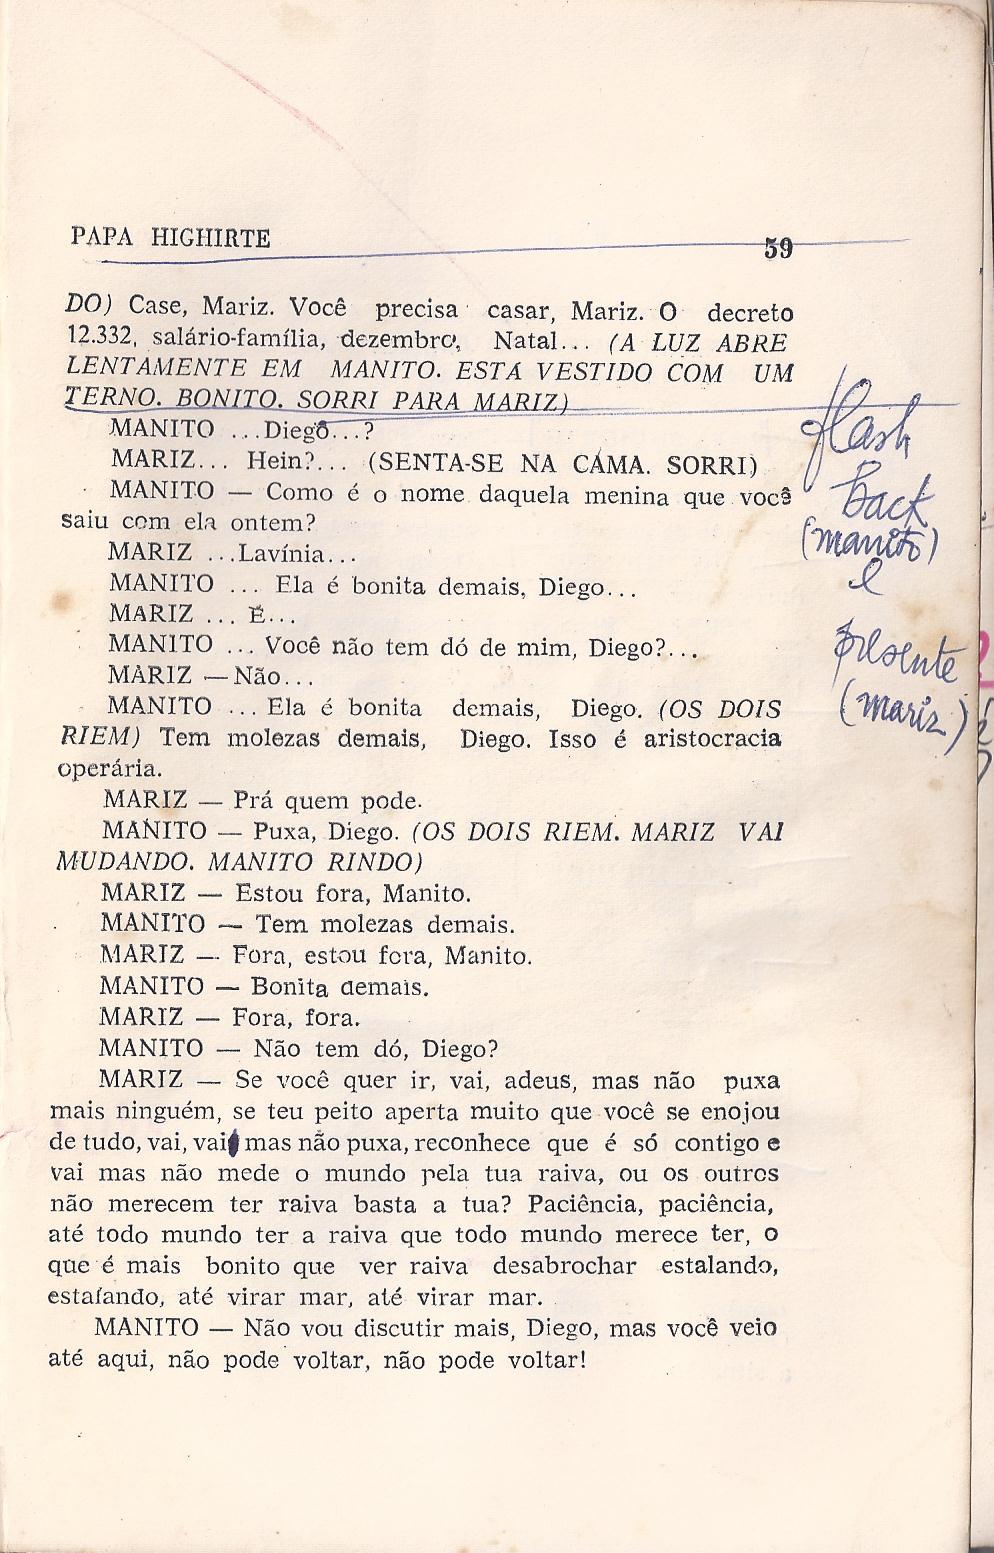 PAPA HIGHIRTE 59
DO) Case, Mariz. Você precisa casar, Mariz. O decreto
12.332, salário-família, dezembro, Natal... (A LUZ ABRE
LENTAMENTE EM MANITO. ESTÁ VESTIDO COM UM
TERNO. BONITO. SORRI PARA MARIZ)
MANITO ...Diego...?
MARIZ... Hein?... (SENTA-SE NA CAMA. SORRI)
MANITO — Como é o nome daquela menina que você
saiu com ela ontem?
MARIZ ...Lavínia...
MANITO ... Ela é bonita demais, Diego...
MARIZ ... É...
MANITO ... Você não tem dó de mim, Diego?...
MARIZ — Não...
MANITO ... Ela é bonita demais, Diego. (OS DOIS
RIEM) Tem molezas demais, Diego. Isso é aristocracia
operária.
MARIZ — Prá quem pode.
MANITO — Puxa, Diego. (OS DOIS RIEM. MARIZ VAI
MUDANDO. MANITO RINDO)
MARIZ — Estou fora, Manito.
MANITO — Tem molezas demais.
MARIZ — Fora, estou fora, Manito.
MANITO — Bonita demais.
MARIZ — Fora, fora.
MANITO — Não tem dó, Diego?
MARIZ — Se você quer ir, vai, adeus, mas não puxa
mais ninguém, se teu peito aperta muito que você se enojou
de tudo, vai, vai, mas não puxa, reconhece que é só contigo e
vai mas não mede o mundo pela tua raiva, ou os outros
não merecem ter raiva basta a tua? Paciência, paciência,
até todo mundo ter a raiva que todo mundo merece ter, o
que é mais bonito que ver raiva desabrochar estalando,
estalando, até virar mar, até virar mar.
MANITO — Não vou discutir mais, Diego, mas você veio
até aqui, não pode voltar, não pode voltar!
flash
back
(manito)
e
presente
(mariz)